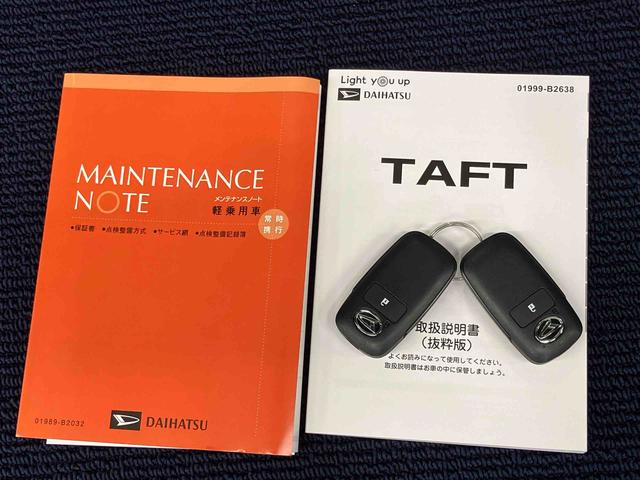 MAINTENANCE
NOTE
メンテナンスノート
軽乗用車
常時
携行
●保証書 ●点検整備方式 ●サービス網 ●点検整備記録簿
01989-B2032
DAIHATSU
Light you up
DAIHATSU
01999-B2638
TAFT
取扱説明書
（抜粋版）
よくお読みになって使用してください。
取扱説明書はお車の中に保管しましょう。